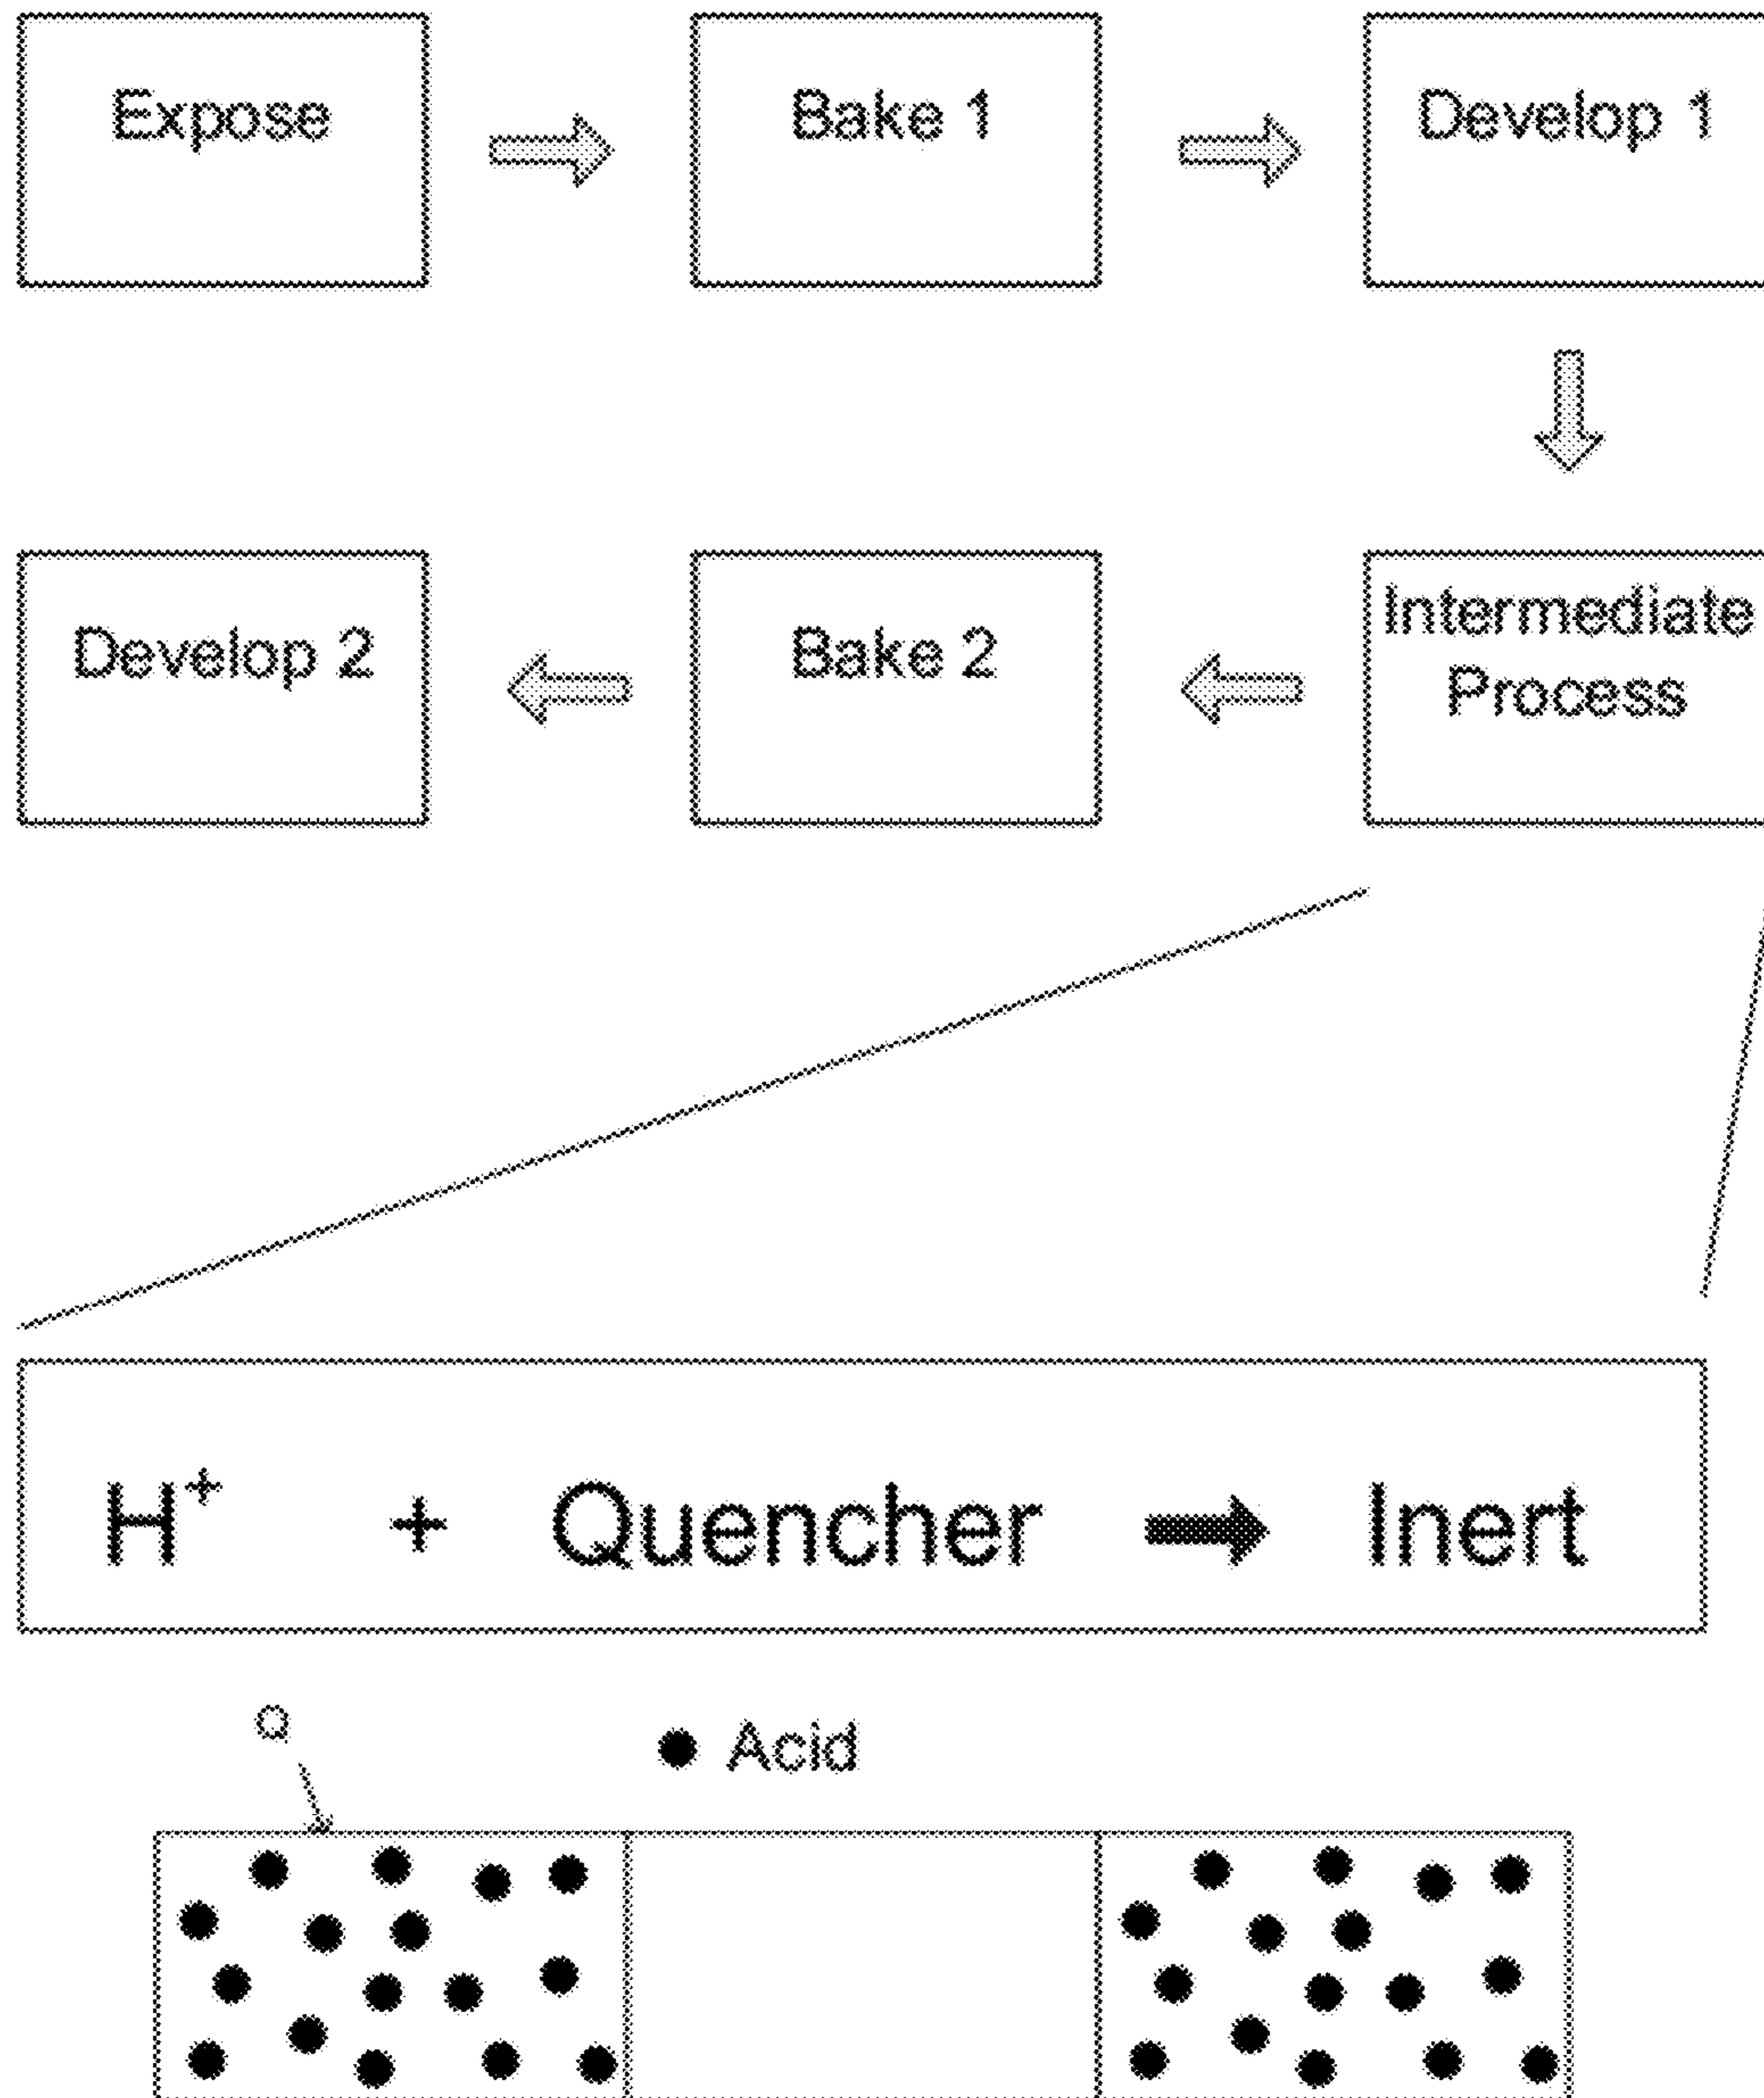 Expose
Bake 1
Develop 1
Develop 2
Bake 2
Intermediate
Process
H⁺ + Quencher Inert
Q
Acid